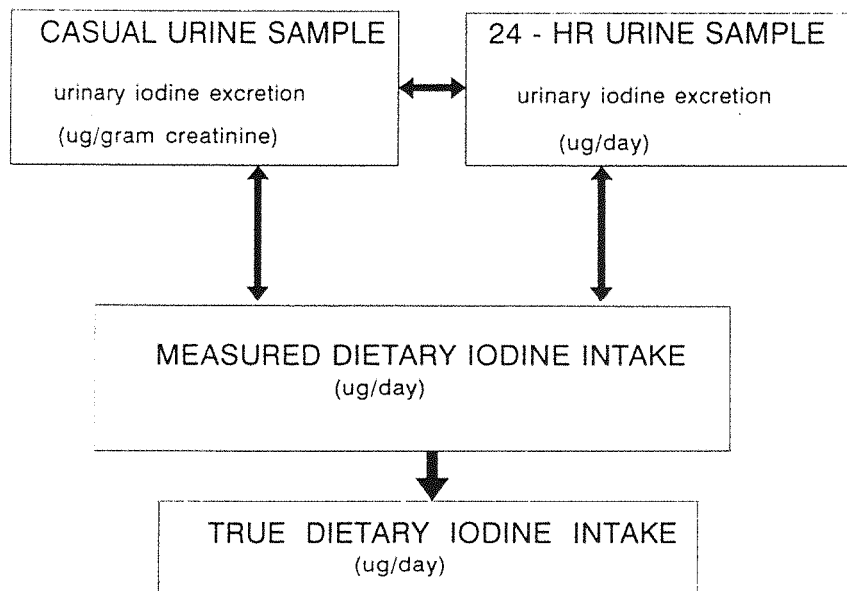 CASUAL URINE SAMPLE
urinary iodine excretion
(ug/gram creatinine)
24 - HR URINE SAMPLE
urinary iodine excretion
(ug/day)
MEASURED DIETARY IODINE INTAKE
(ug/day)
TRUE DIETARY IODINE INTAKE
(ug/day)